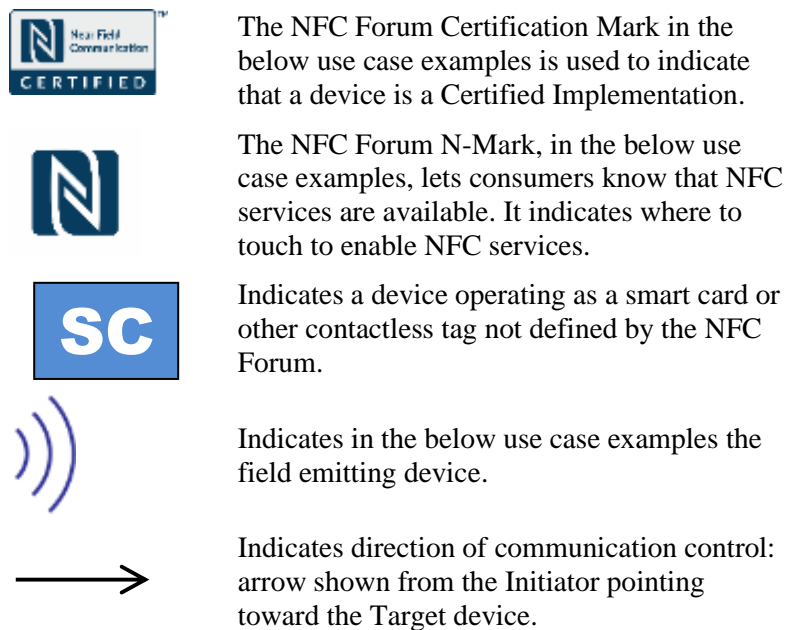 Near Field
Communication
TM
CERTIFIED
The NFC Forum Certification Mark in the
below use case examples is used to indicate
that a device is a Certified Implementation.
The NFC Forum N-Mark, in the below use
case examples, lets consumers know that NFC
services are available. It indicates where to
touch to enable NFC services.
SC
Indicates a device operating as a smart card or
other contactless tag not defined by the NFC
Forum.
Indicates in the below use case examples the
field emitting device.
Indicates direction of communication control:
arrow shown from the Initiator pointing
toward the Target device.